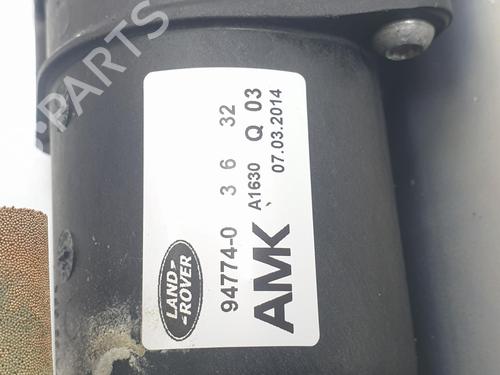 B-PARTS
LAND-
-ROVER
94774-0 3 6 32
AMK A1630 Q 03
07.03.2014